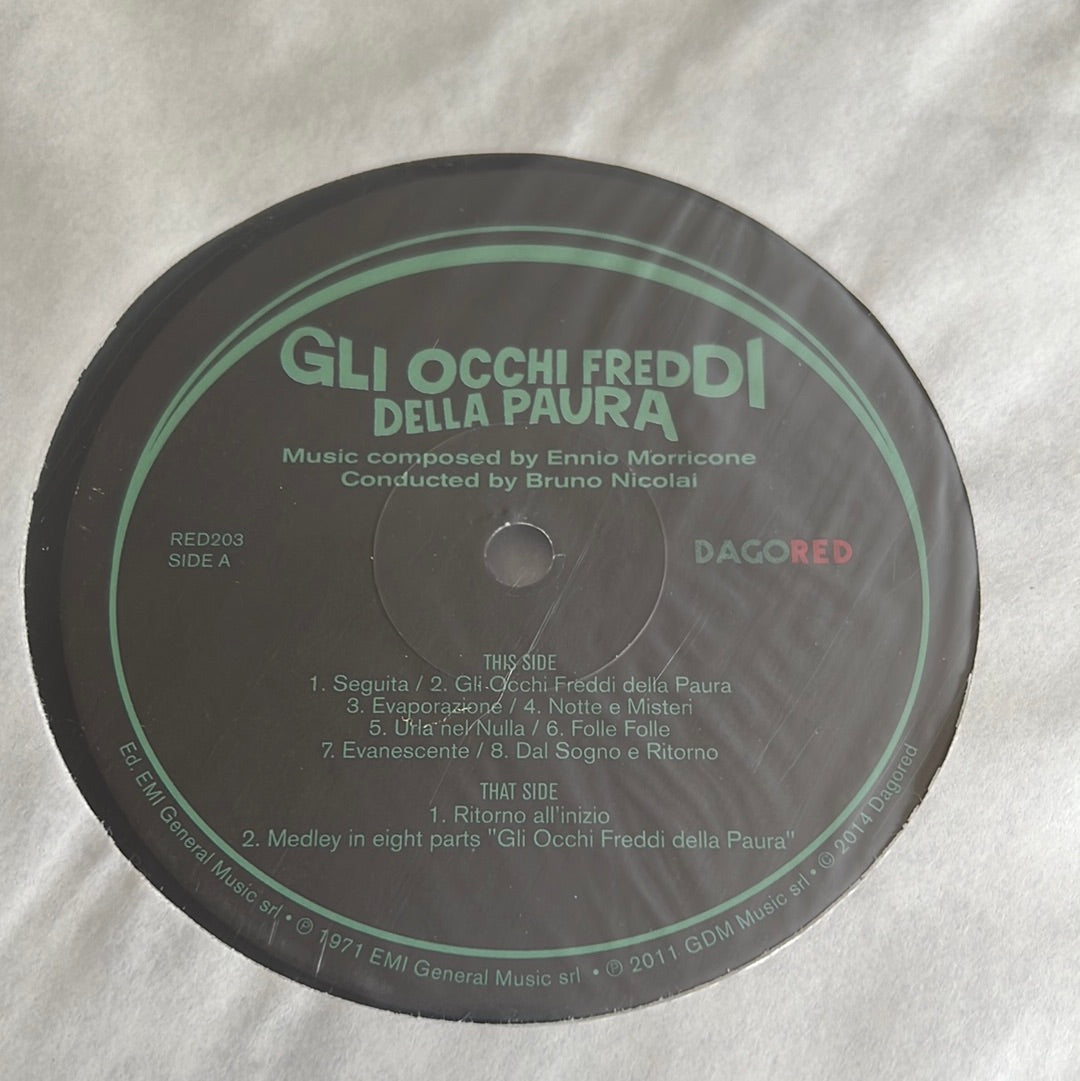 GLI OCCHI FREDDI
DELLA PAURA
Music composed by Ennio Morricone
Conducted by Bruno Nicolai
RED203
SIDE A
DAGORED
THIS SIDE
1. Seguita / 2. Gli Occhi Freddi della Paura
3. Evaporazione / 4. Notte e Misteri
5. Urla nel Nulla / 6. Folle Folle
7. Evanescente / 8. Dal Sogno e Ritorno
THAT SIDE
1. Ritorno all'inizio
2. Medley in eight parts "Gli Occhi Freddi della Paura"
Ed. EMI General Music srl • ℗ 1971 EMI General Music srl • ℗ 2011 GDM Music srl • © 2014 Dagored